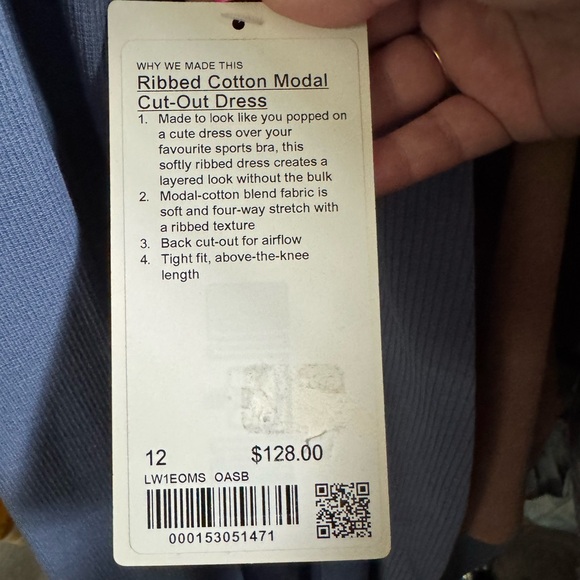 WHY WE MADE THIS
Ribbed Cotton Modal
Cut-Out Dress
1. Made to look like you popped on
a cute dress over your
favourite sports bra, this
softly ribbed dress creates a
layered look without the bulk
2. Modal-cotton blend fabric is
soft and four-way stretch with
a ribbed texture
3. Back cut-out for airflow
4. Tight fit, above-the-knee
length
12 $128.00
LW1EOMS OASB
000153051471